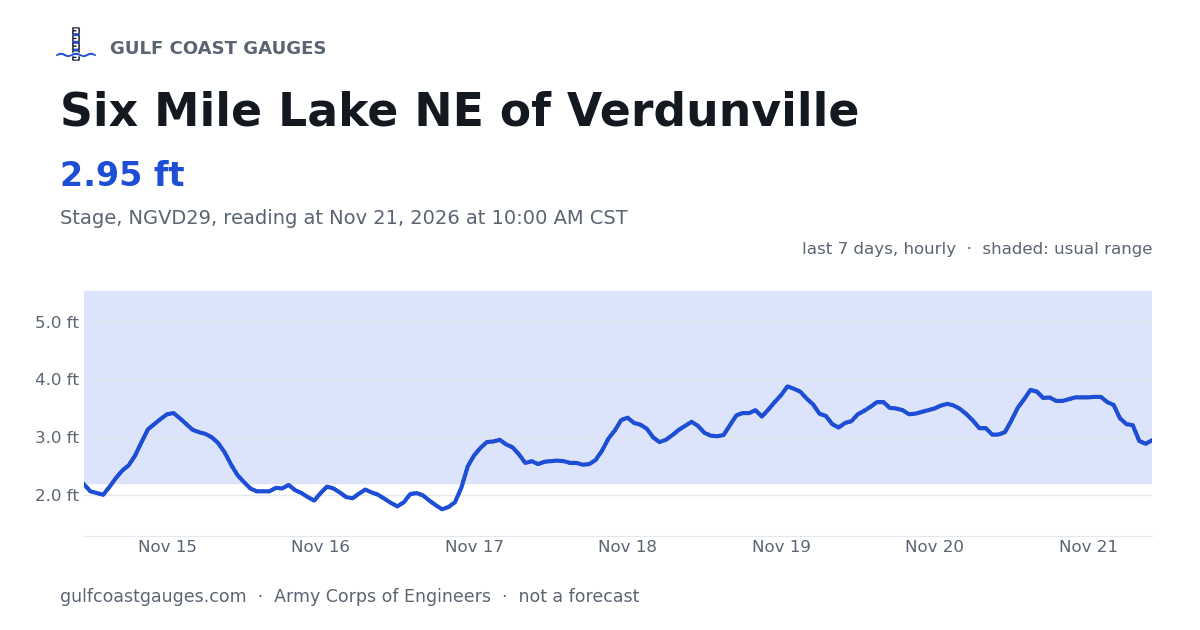 GULF COAST GAUGES
Six Mile Lake NE of Verdunville
2.95 ft
Stage, NGVD29, reading at Nov 21, 2026 at 10:00 AM CST
last 7 days, hourly · shaded: usual range
5.0 ft
4.0 ft
3.0 ft
2.0 ft
Nov 15 Nov 16 Nov 17 Nov 18 Nov 19 Nov 20 Nov 21
gulfcoastgauges.com · Army Corps of Engineers · not a forecast